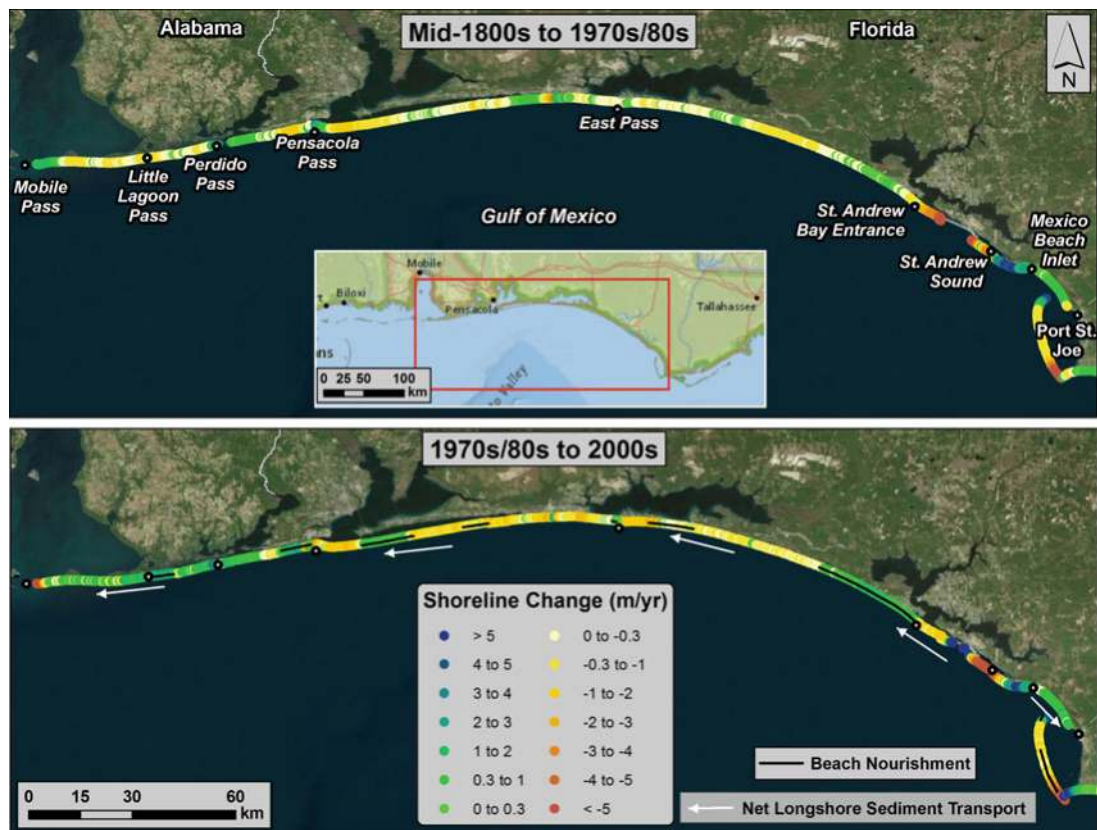 Alabama
Mid-1800s to 1970s/80s
Florida
N
Mobile
Pass
Little
Lagoon
Pass
Perdido
Pass
Pensacola
Pass
East Pass
Gulf of Mexico
St. Andrew
Bay Entrance
St. Andrew
Sound
Mexico
Beach
Inlet
Port St.
Joe
Mobile
Biloxi
Pensacola
Tallahassee
ans
Valley
0 25 50 100
km
1970s/80s to 2000s
Shoreline Change (m/yr)
> 5
4 to 5
3 to 4
2 to 3
1 to 2
0.3 to 1
0 to 0.3
0 to -0.3
-0.3 to -1
-1 to -2
-2 to -3
-3 to -4
-4 to -5
< -5
Beach Nourishment
Net Longshore Sediment Transport
0 15 30 60
km